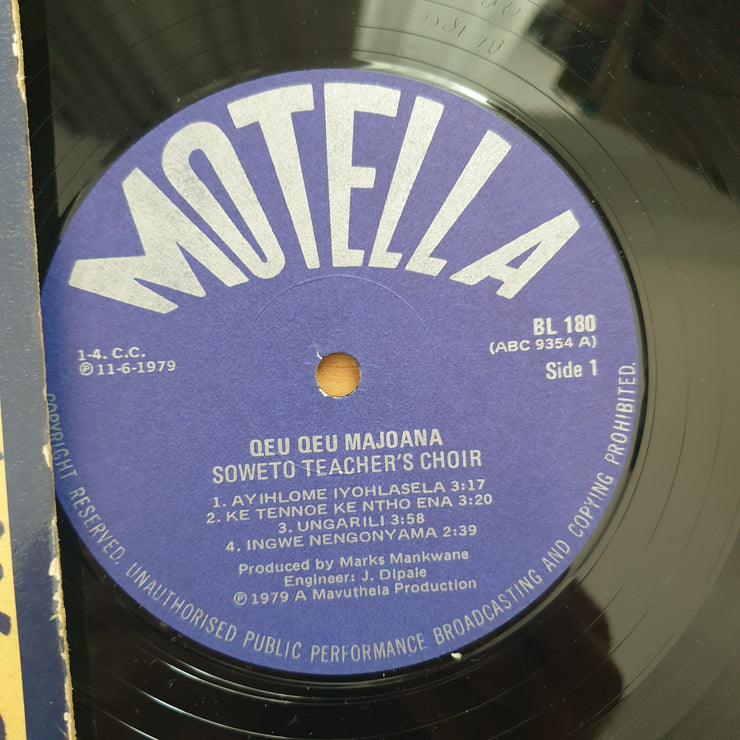 MOTELLA
BL 180
(ABC 9354 A)
Side 1
1-4. C.C.
℗ 11-6-1979
QEU QEU MAJOANA
SOWETO TEACHER'S CHOIR
1. AYIHLOME IYOHLASELA 3:17
2. KE TENNOE KE NTHO ENA 3:20
3. UNGARILI 3:58
4. INGWE NENGONYAMA 2:39
Produced by Marks Mankwane
Engineer: J. Dipale
℗ 1979 A Mavuthela Production
COPYRIGHT RESERVED. UNAUTHORISED PUBLIC PERFORMANCE BROADCASTING AND COPYING PROHIBITED.
BL 180